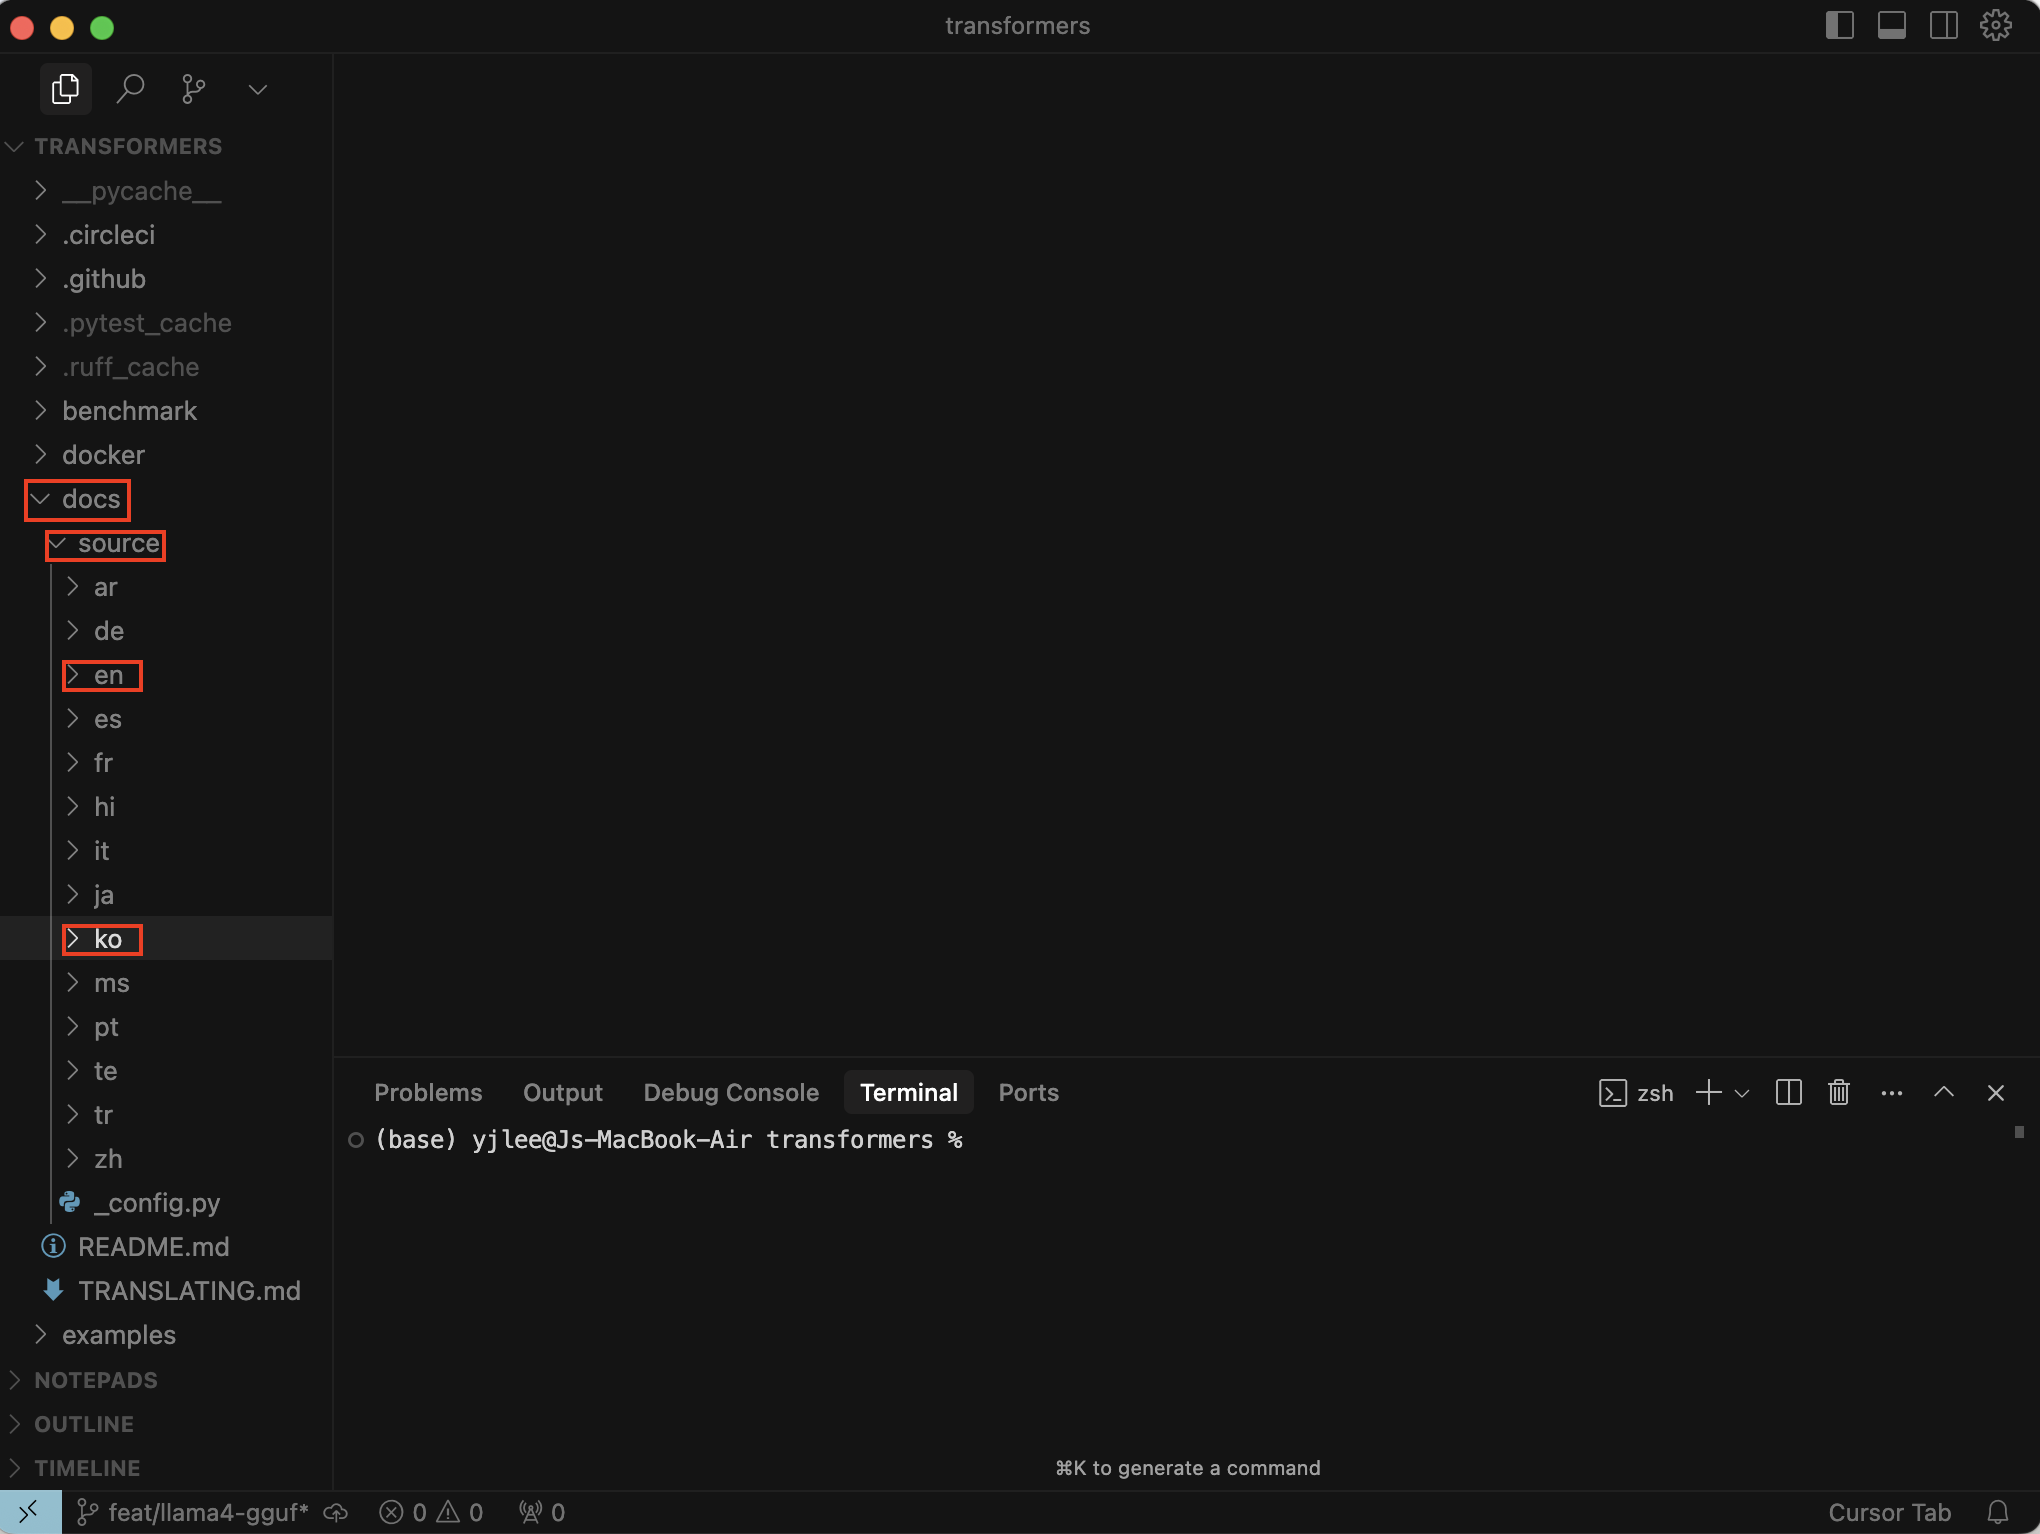 transformers
TRANSFORMERS
__pycache__
.circleci
.github
.pytest_cache
.ruff_cache
benchmark
docker
docs
source
ar
de
en
es
fr
hi
it
ja
ko
ms
pt
te
tr
zh
_config.py
README.md
TRANSLATING.md
examples
NOTEPADS
OUTLINE
TIMELINE
Problems Output Debug Console Terminal Ports zsh
(base) yjlee@Js-MacBook-Air transformers %
⌘K to generate a command
feat/llama4-gguf* 0 0 0 Cursor Tab